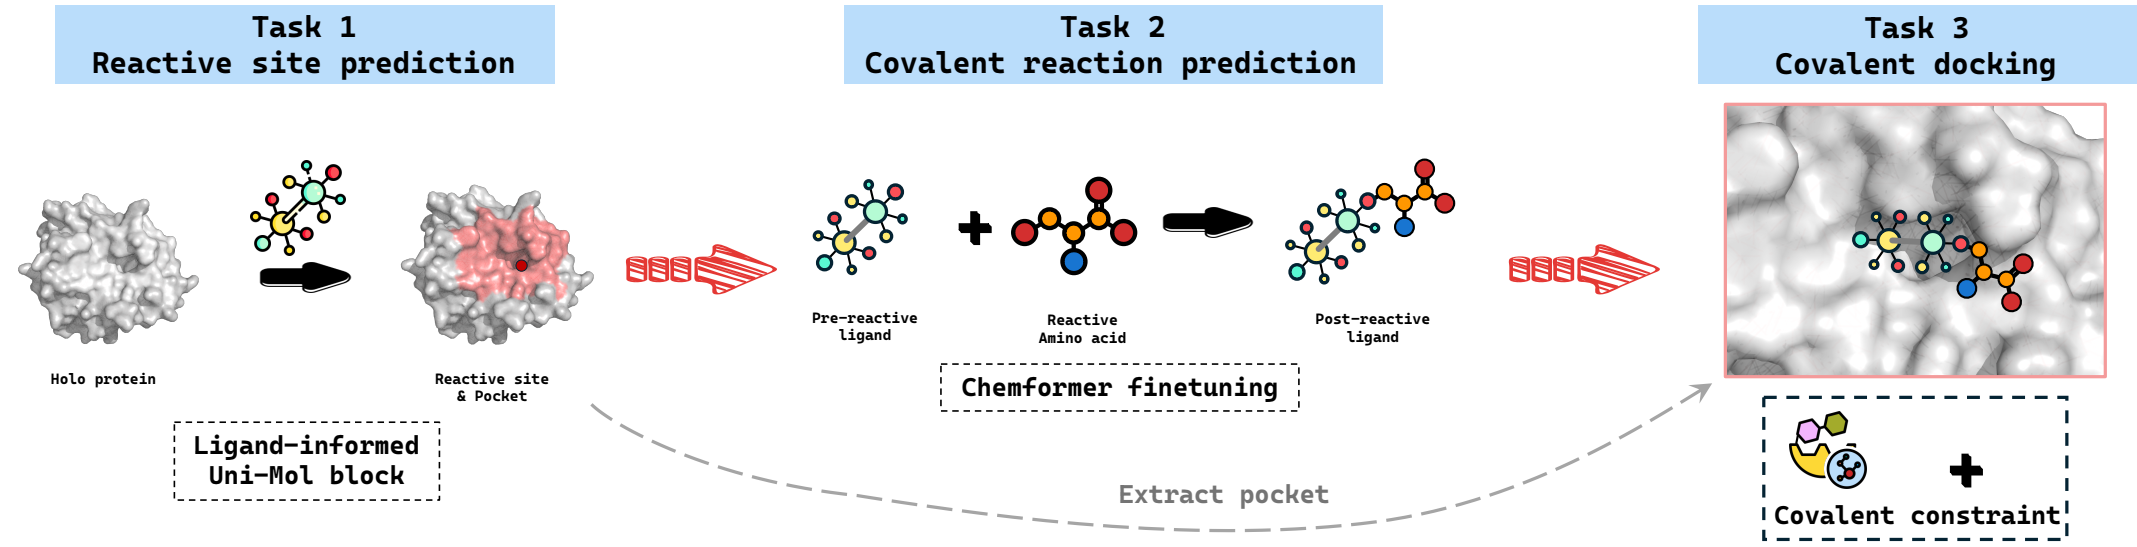 Task 1
Reactive site prediction
Task 2
Covalent reaction prediction
Task 3
Covalent docking
Holo protein
Reactive site
& Pocket
Ligand-informed
Uni-Mol block
Pre-reactive
ligand
Reactive
Amino acid
Post-reactive
ligand
Chemformer finetuning
Extract pocket
Covalent constraint